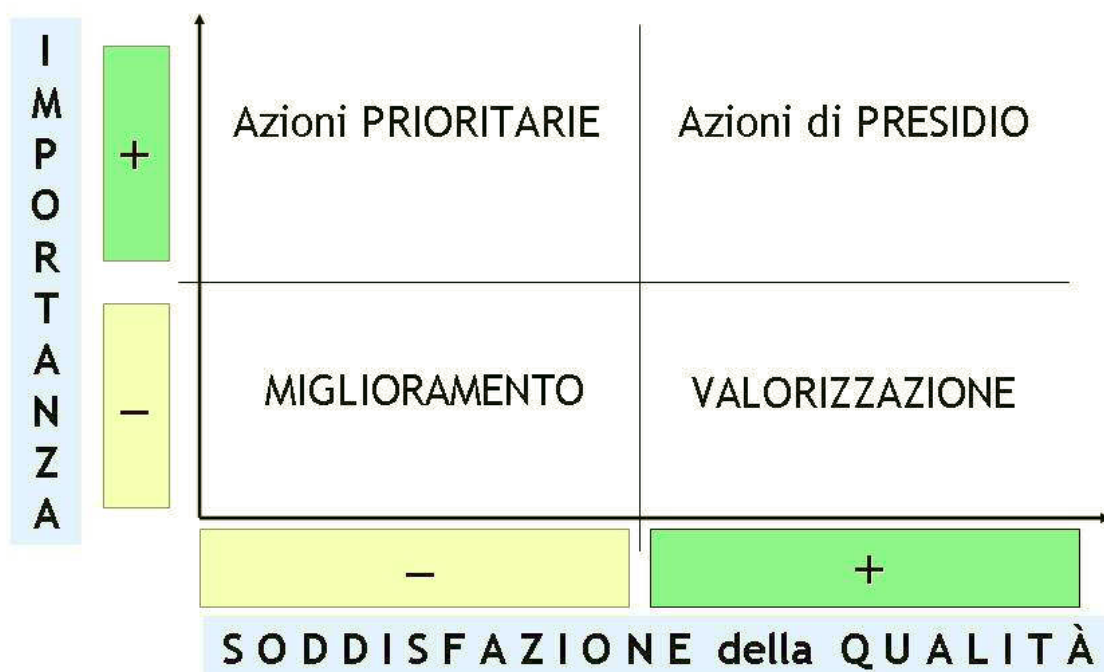 IMPORTANZA
+
Azioni PRIORITARIE
Azioni di PRESIDIO
–
MIGLIORAMENTO
VALORIZZAZIONE
–
+
SODDISFAZIONE della QUALITÀ